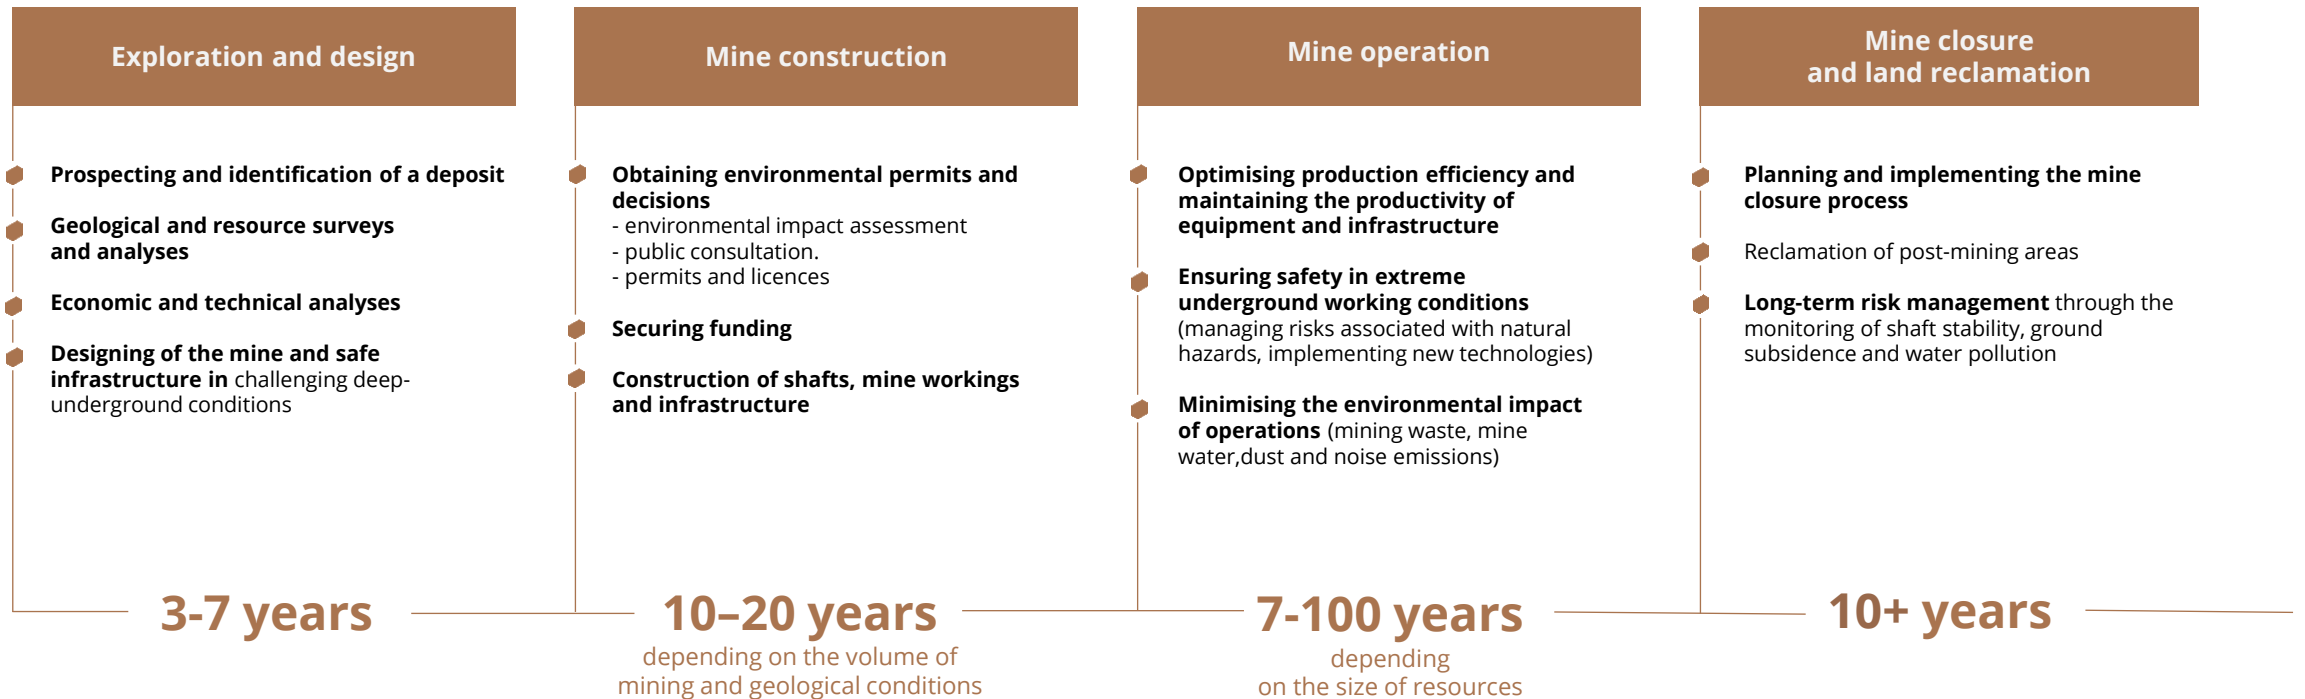 Exploration and design
Prospecting and identification of a deposit
Geological and resource surveys
and analyses
Economic and technical analyses
Designing of the mine and safe
infrastructure in challenging deep-
underground conditions
3-7 years
Mine construction
Obtaining environmental permits and
decisions
- environmental impact assessment
- public consultation.
- permits and licences
Securing funding
Construction of shafts, mine workings
and infrastructure
10–20 years
depending on the volume of
mining and geological conditions
Mine operation
Optimising production efficiency and
maintaining the productivity of
equipment and infrastructure
Ensuring safety in extreme
underground working conditions
(managing risks associated with natural
hazards, implementing new technologies)
Minimising the environmental impact
of operations (mining waste, mine
water,dust and noise emissions)
7-100 years
depending
on the size of resources
Mine closure
and land reclamation
Planning and implementing the mine
closure process
Reclamation of post-mining areas
Long-term risk management through the
monitoring of shaft stability, ground
subsidence and water pollution
10+ years